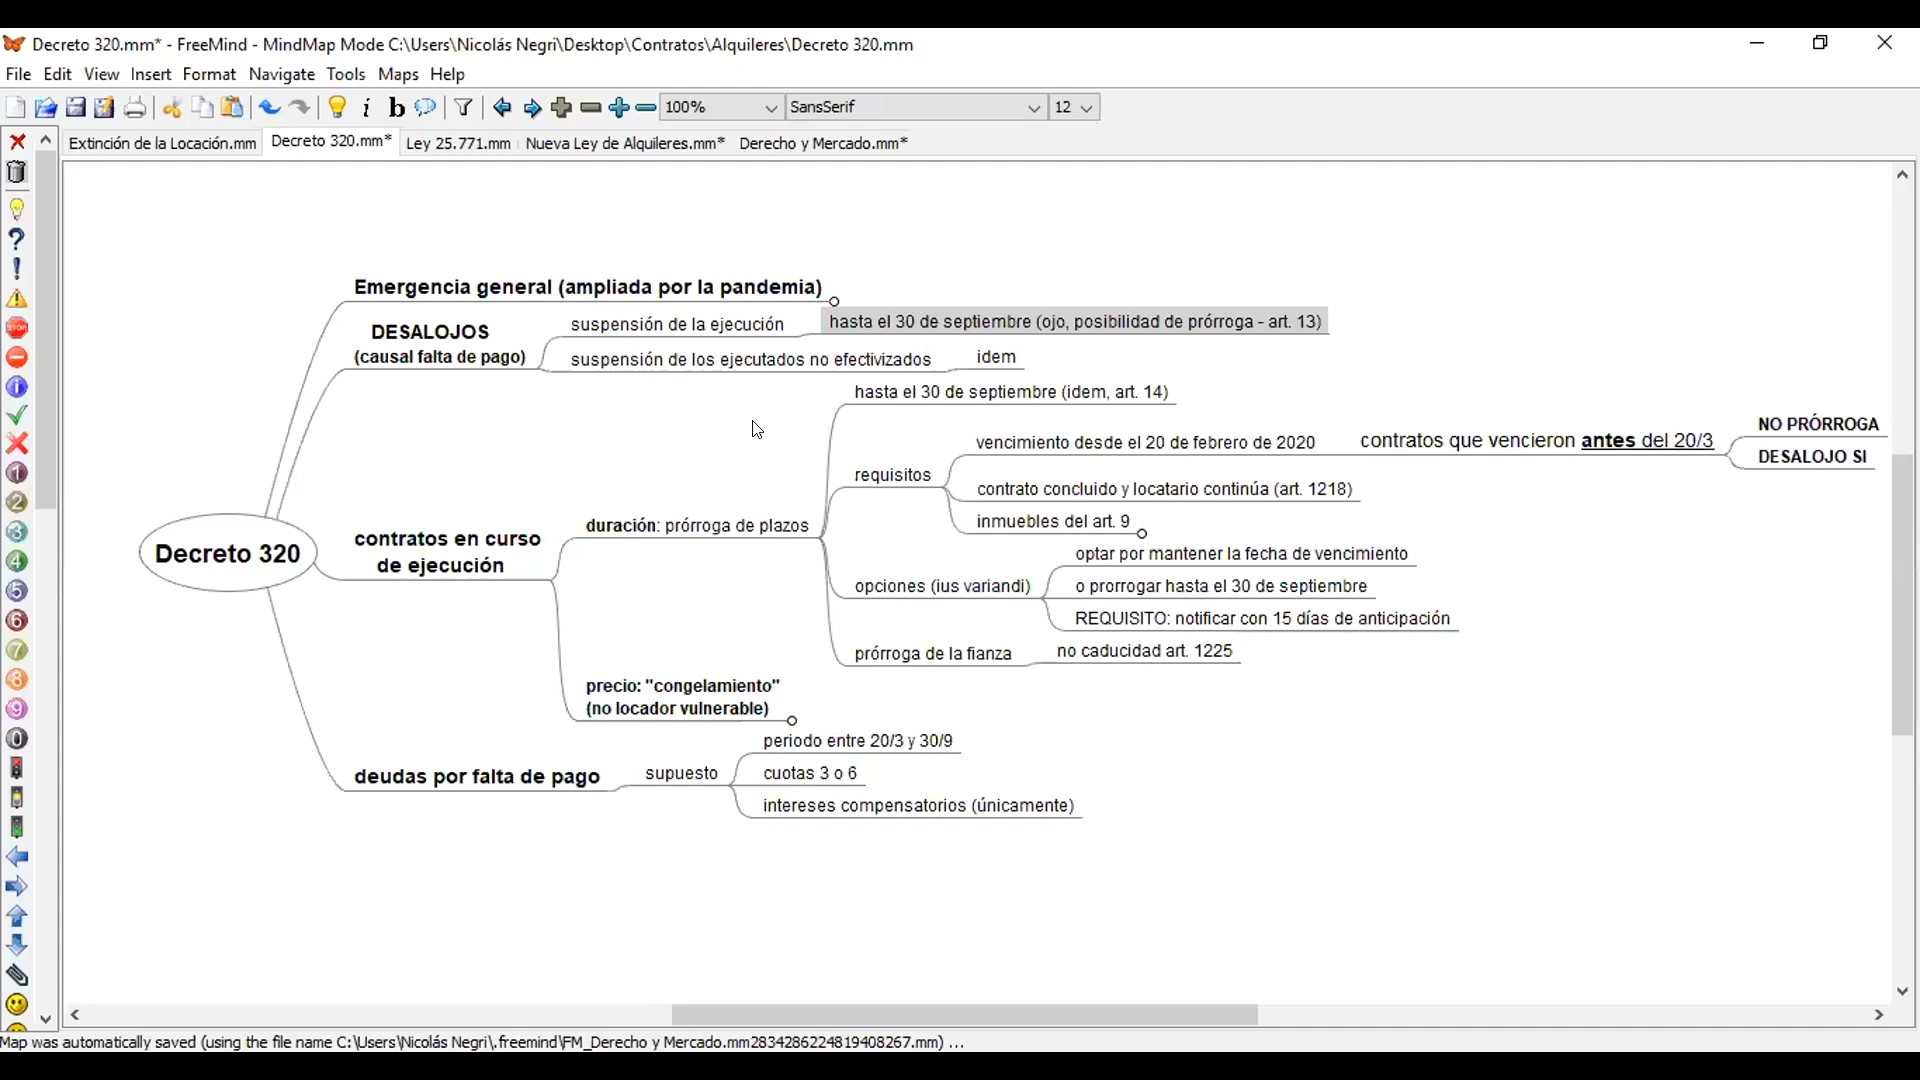 Decreto 320.mm* - FreeMind - MindMap Mode C:\Users\Nicolás Negri\Desktop\Contratos\Alquileres\Decreto 320.mm
File Edit View Insert Format Navigate Tools Maps Help
100% SansSerif 12
Extinción de la Locación.mm Decreto 320.mm* Ley 25.771.mm Nueva Ley de Alquileres.mm* Derecho y Mercado.mm*
Emergencia general (ampliada por la pandemia)
DESALOJOS
(causal falta de pago)
suspensión de la ejecución
hasta el 30 de septiembre (ojo, posibilidad de prórroga - art. 13)
suspensión de los ejecutados no efectivizados
idem
Decreto 320
contratos en curso
de ejecución
duración: prórroga de plazos
hasta el 30 de septiembre (idem, art. 14)
requisitos
vencimiento desde el 20 de febrero de 2020
contratos que vencieron antes del 20/3
NO PRÓRROGA
DESALOJO SI
contrato concluido y locatario continúa (art. 1218)
inmuebles del art. 9
opciones (ius variandi)
optar por mantener la fecha de vencimiento
o prorrogar hasta el 30 de septiembre
REQUISITO: notificar con 15 días de anticipación
prórroga de la fianza
no caducidad art. 1225
precio: "congelamiento"
(no locador vulnerable)
deudas por falta de pago
supuesto
periodo entre 20/3 y 30/9
cuotas 3 o 6
intereses compensatorios (únicamente)
Map was automatically saved (using the file name C:\Users\Nicolás Negri\.freemind\FM_Derecho y Mercado.mm2834286224819408267.mm) ...